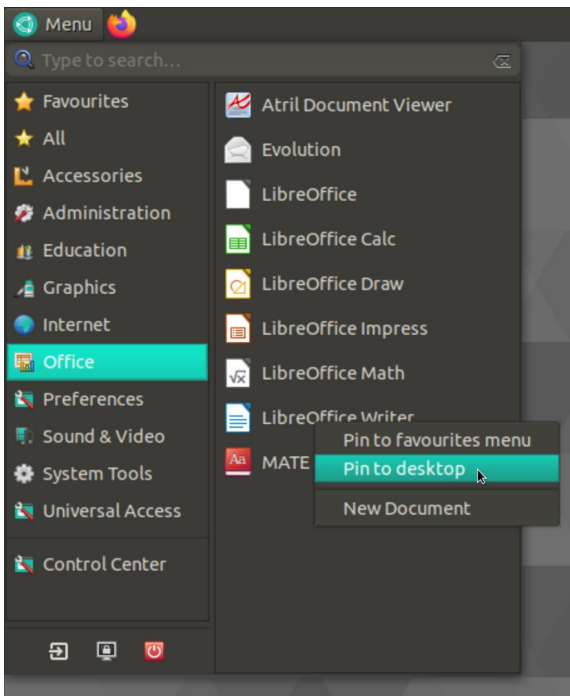 Menu
Type to search...
Favourites
All
Accessories
Administration
Education
Graphics
Internet
Office
Preferences
Sound & Video
System Tools
Universal Access
Control Center
Atril Document Viewer
Evolution
LibreOffice
LibreOffice Calc
LibreOffice Draw
LibreOffice Impress
LibreOffice Math
LibreOffice Writer
Aa
MATE
Pin to favourites menu
Pin to desktop
New Document